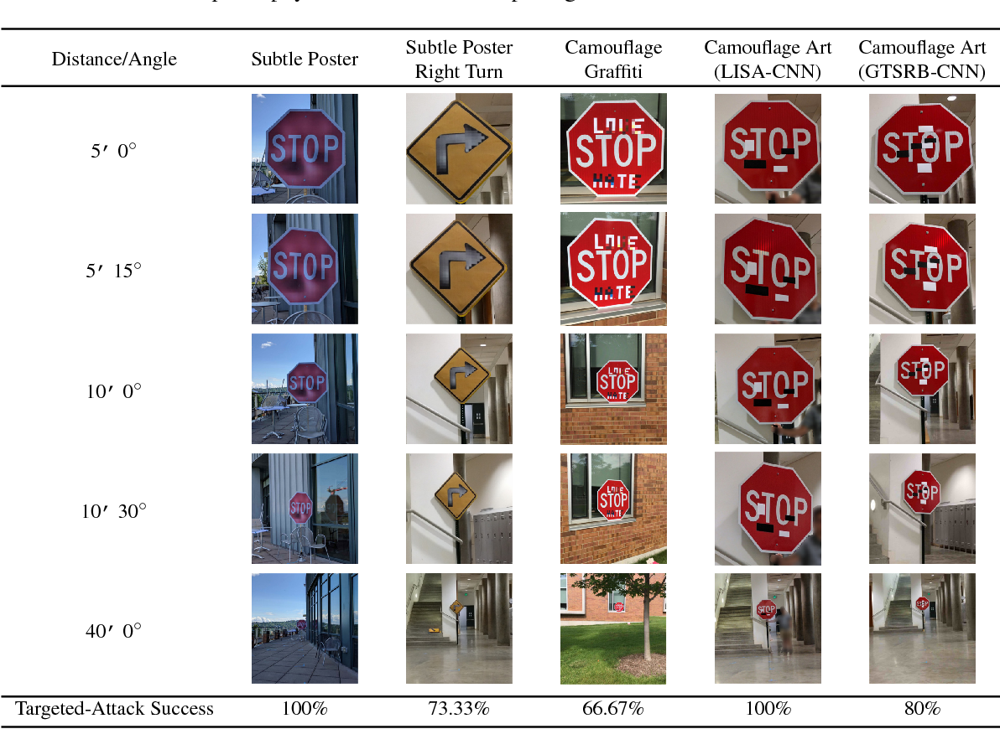 Distance/Angle Subtle Poster Subtle Poster Right Turn Camouflage Graffiti Camouflage Art (LISA-CNN) Camouflage Art (GTSRB-CNN)
5′ 0°
STOP
LOVE
STOP
HATE
STOP
STOP
5′ 15°
STOP
LOVE
STOP
HATE
STOP
STOP
10′ 0°
STOP
LOVE
STOP
HATE
STOP
STOP
10′ 30°
STOP
LOVE
STOP
HATE
STOP
STOP
40′ 0°
STOP
STOP
Targeted-Attack Success 100% 73.33% 66.67% 100% 80%